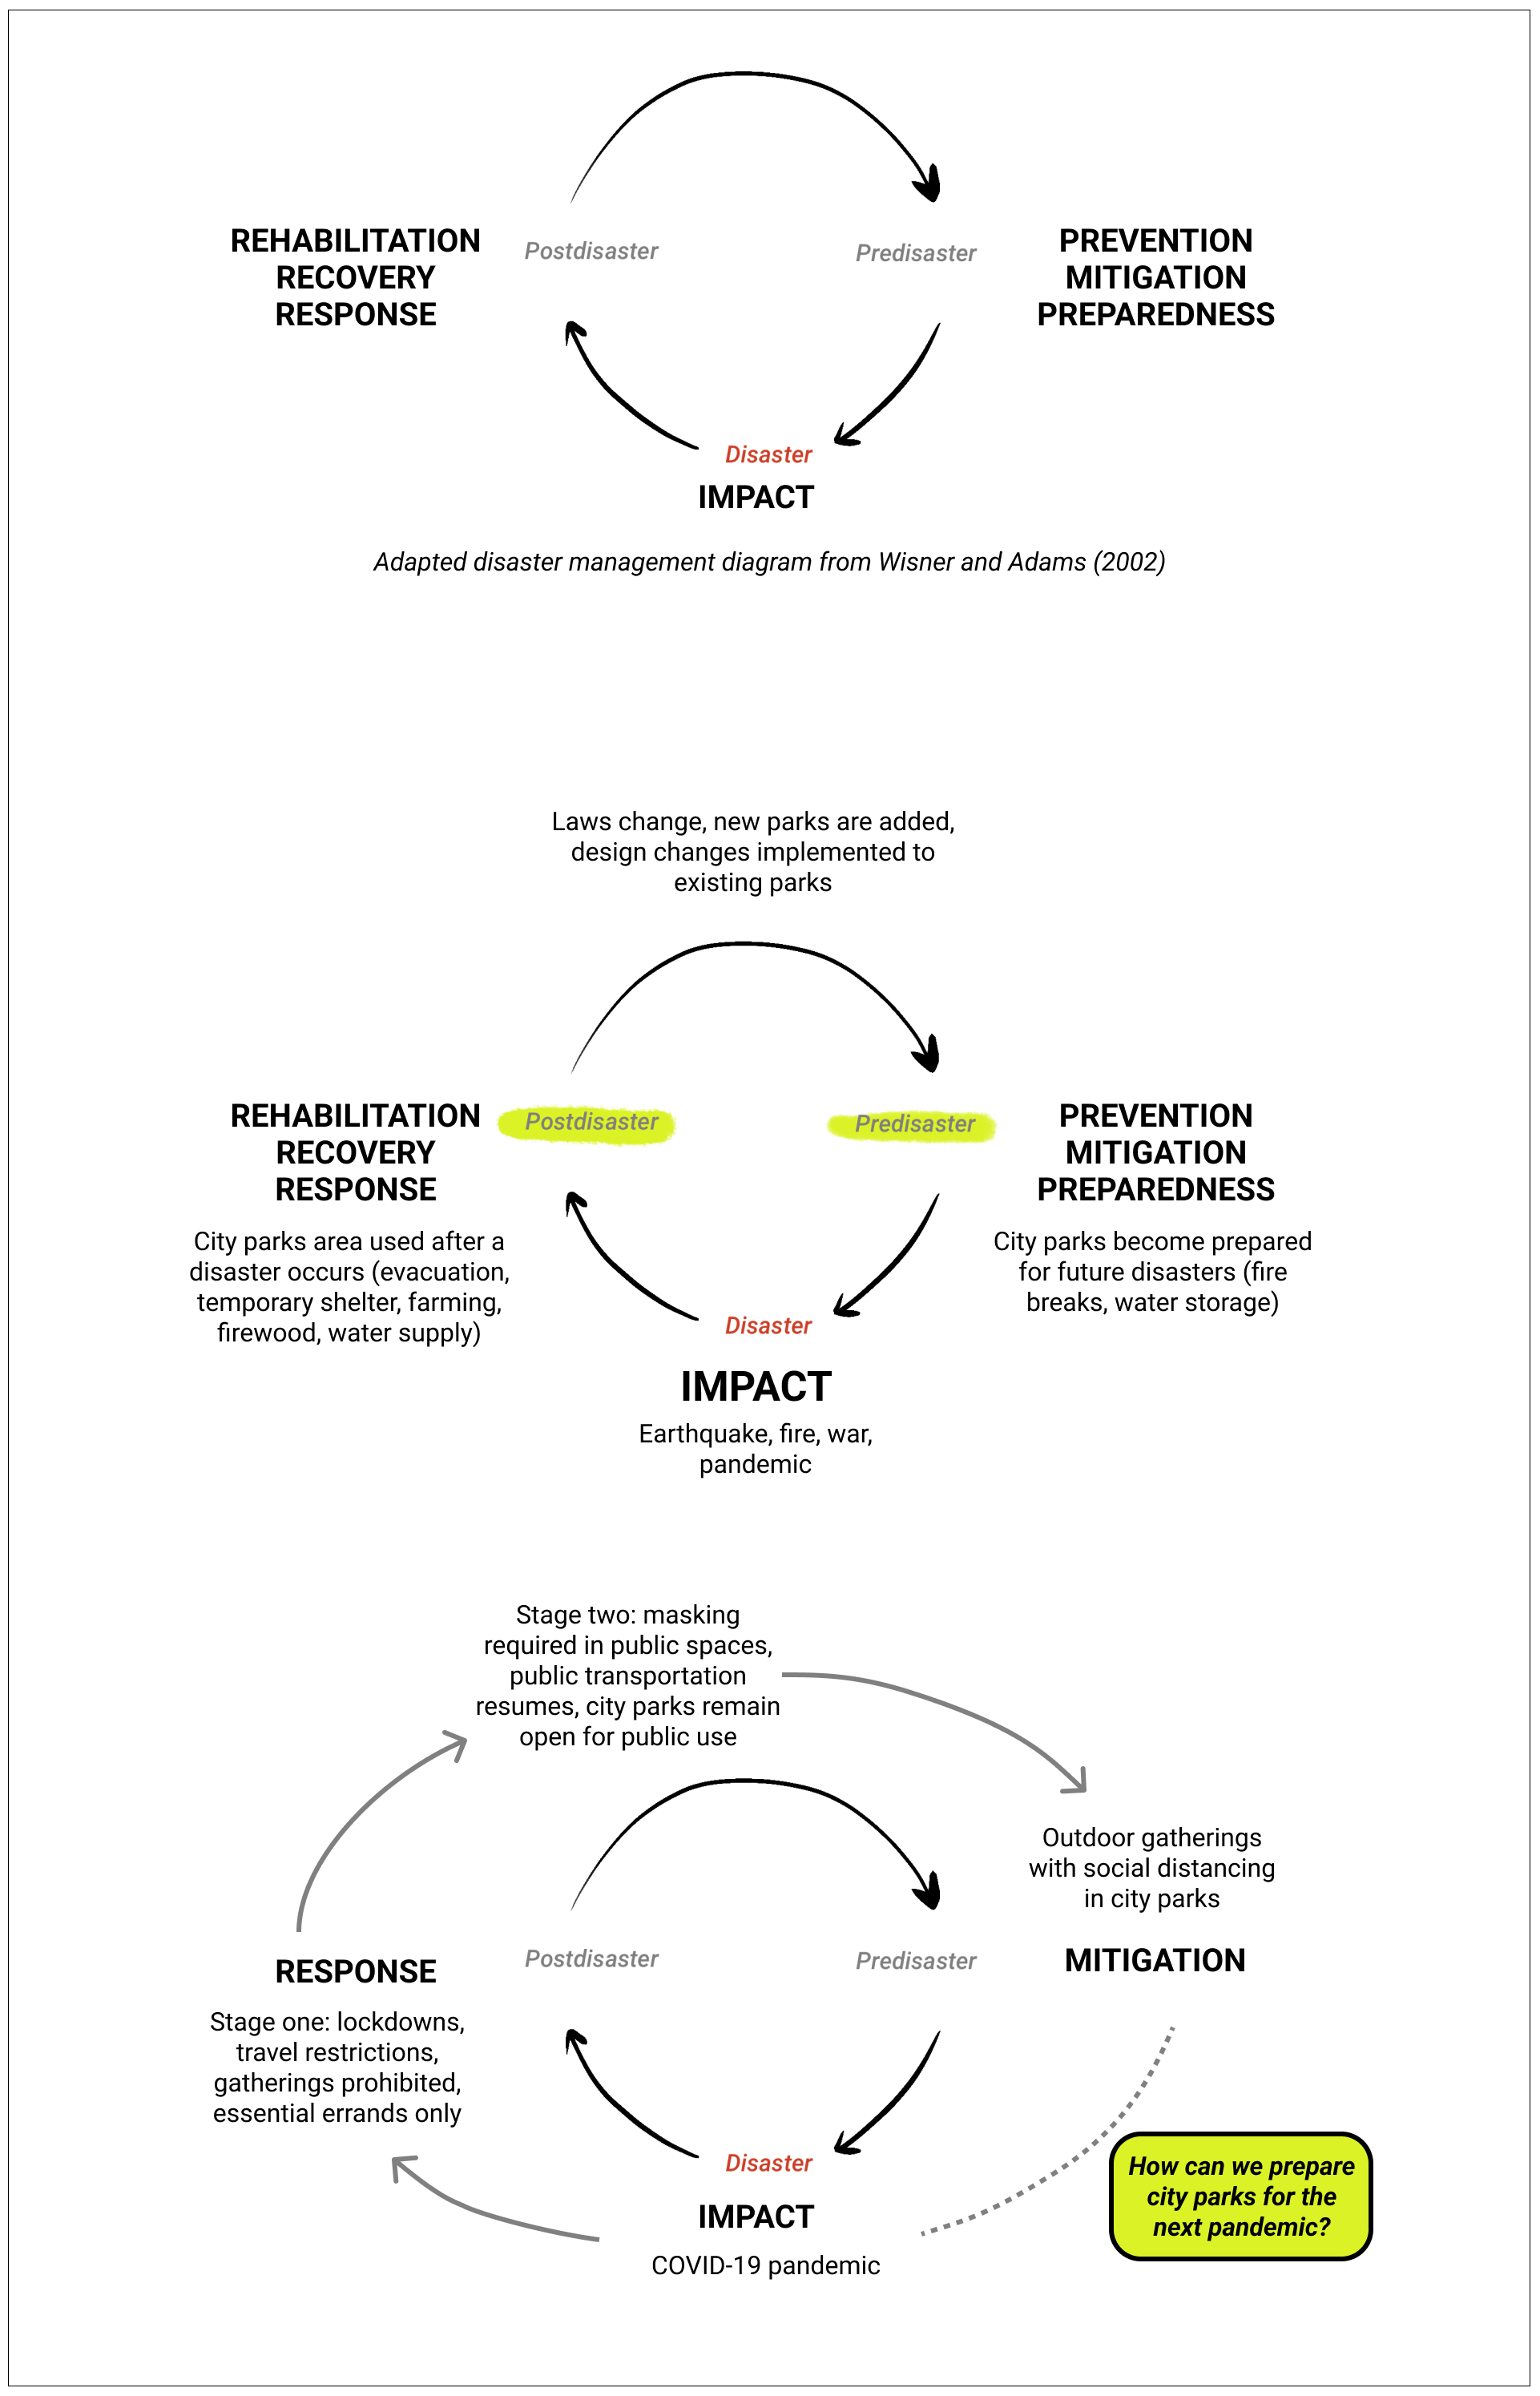 REHABILITATION
RECOVERY
RESPONSE
Postdisaster
Predisaster
PREVENTION
MITIGATION
PREPAREDNESS
Disaster
IMPACT
Adapted disaster management diagram from Wisner and Adams (2002)
Laws change, new parks are added,
design changes implemented to
existing parks
REHABILITATION
RECOVERY
RESPONSE
Postdisaster
Predisaster
PREVENTION
MITIGATION
PREPAREDNESS
City parks area used after a
disaster occurs (evacuation,
temporary shelter, farming,
firewood, water supply)
City parks become prepared
for future disasters (fire
breaks, water storage)
Disaster
IMPACT
Earthquake, fire, war,
pandemic
Stage two: masking
required in public spaces,
public transportation
resumes, city parks remain
open for public use
Outdoor gatherings
with social distancing
in city parks
RESPONSE
Postdisaster
Predisaster
MITIGATION
Stage one: lockdowns,
travel restrictions,
gatherings prohibited,
essential errands only
Disaster
IMPACT
COVID-19 pandemic
How can we prepare
city parks for the
next pandemic?